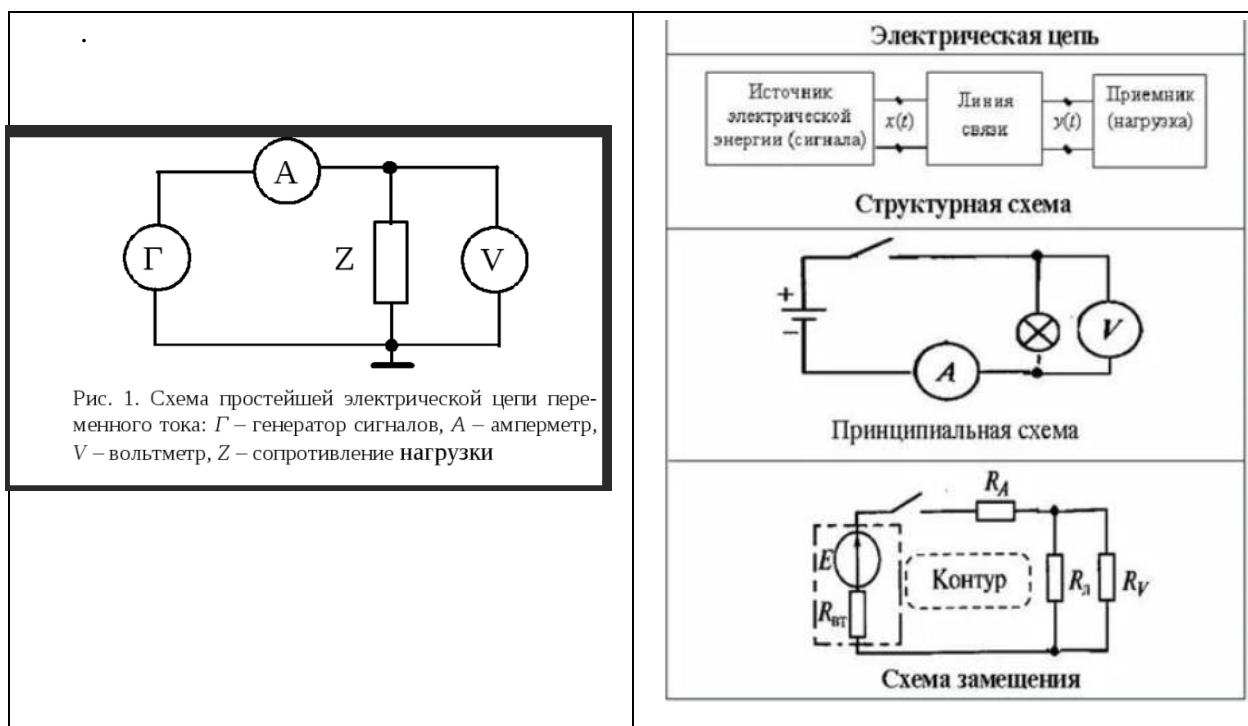 .
A
Г
Z
V
Рис. 1. Схема простейшей электрической цепи пере-
менного тока: Г – генератор сигналов, А – амперметр,
V – вольтметр, Z – сопротивление нагрузки
Электрическая цепь
Источник
электрической
энергии (сигнала)
x(t)
Линия
связи
y(t)
Приемник
(нагрузка)
Структурная схема
+
–
V
A
Принципиальная схема
R_A
E
R_вт
Контур
R_л
R_V
Схема замещения